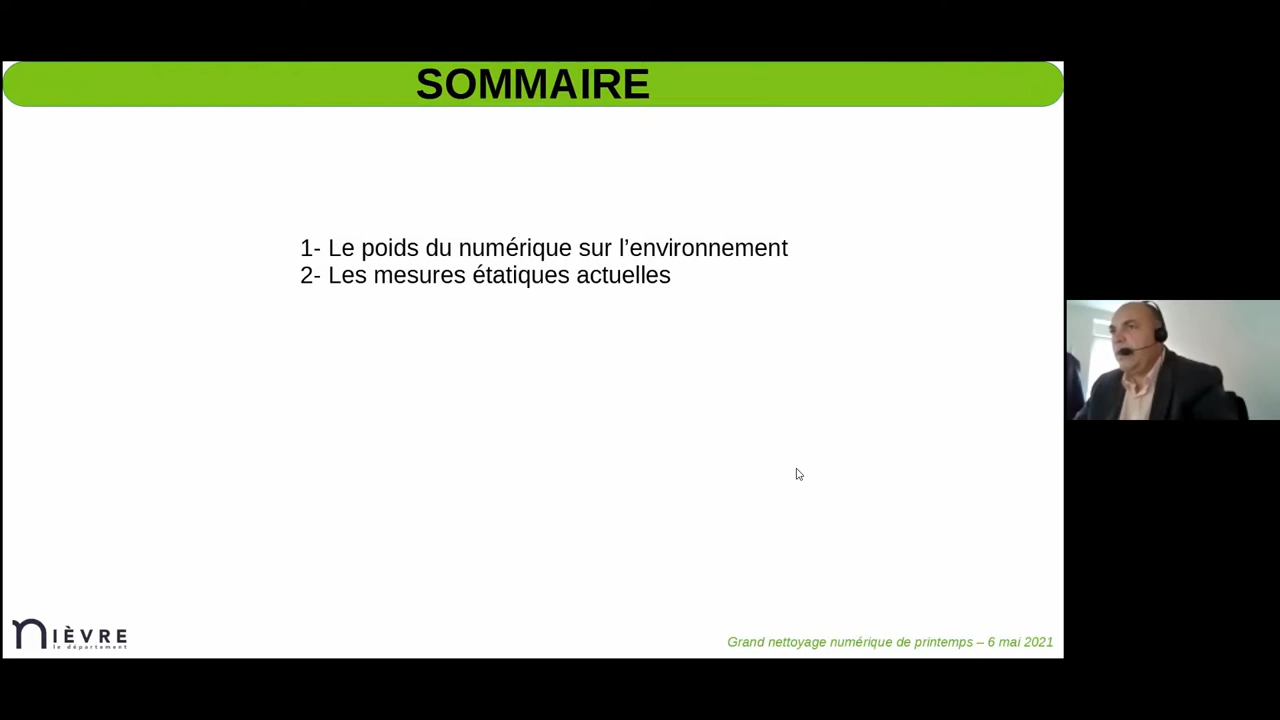 SOMMAIRE
1- Le poids du numérique sur l’environnement
2- Les mesures étatiques actuelles
nIÈVRE
le département
Grand nettoyage numérique de printemps – 6 mai 2021